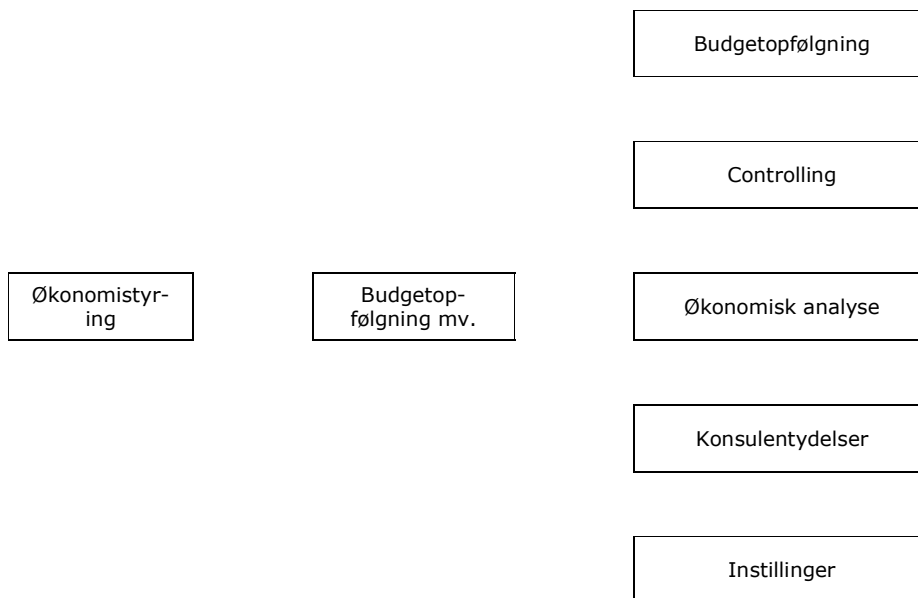 Budgetopfølgning
Controlling
Økonomistyr-
ing
Budgetop-
følgning mv.
Økonomisk analyse
Konsulentydelser
Instillinger